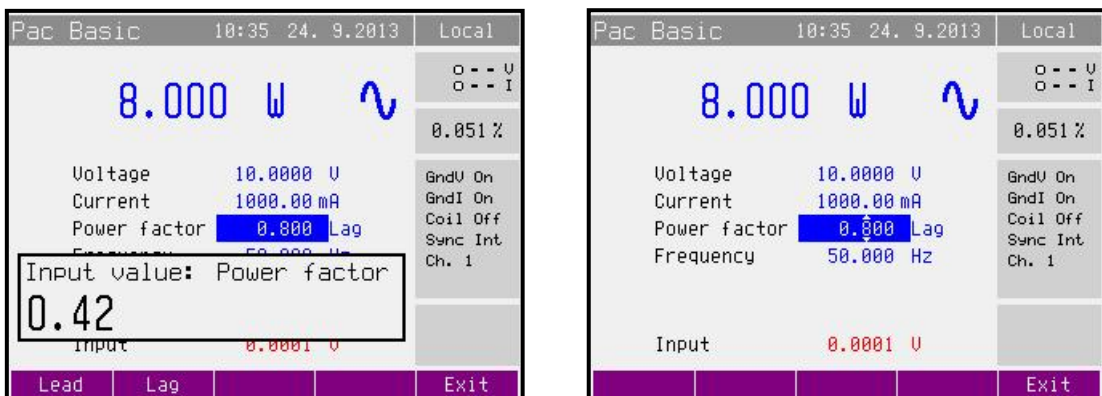 Pac Basic 10:35 24. 9.2013 Local
o-- V
o-- I
8.000 W
0.051 %
Voltage 10.0000 V
Current 1000.00 mA
Power factor 0.800 Lag
GndV On
GndI On
Coil Off
Sync Int
Ch. 1
Input value: Power factor
0.42
Input 0.0001 V
Lead Lag Exit
Pac Basic 10:35 24. 9.2013 Local
o-- V
o-- I
8.000 W
0.051 %
Voltage 10.0000 V
Current 1000.00 mA
Power factor 0.800 Lag
Frequency 50.000 Hz
GndV On
GndI On
Coil Off
Sync Int
Ch. 1
Input 0.0001 V
Exit